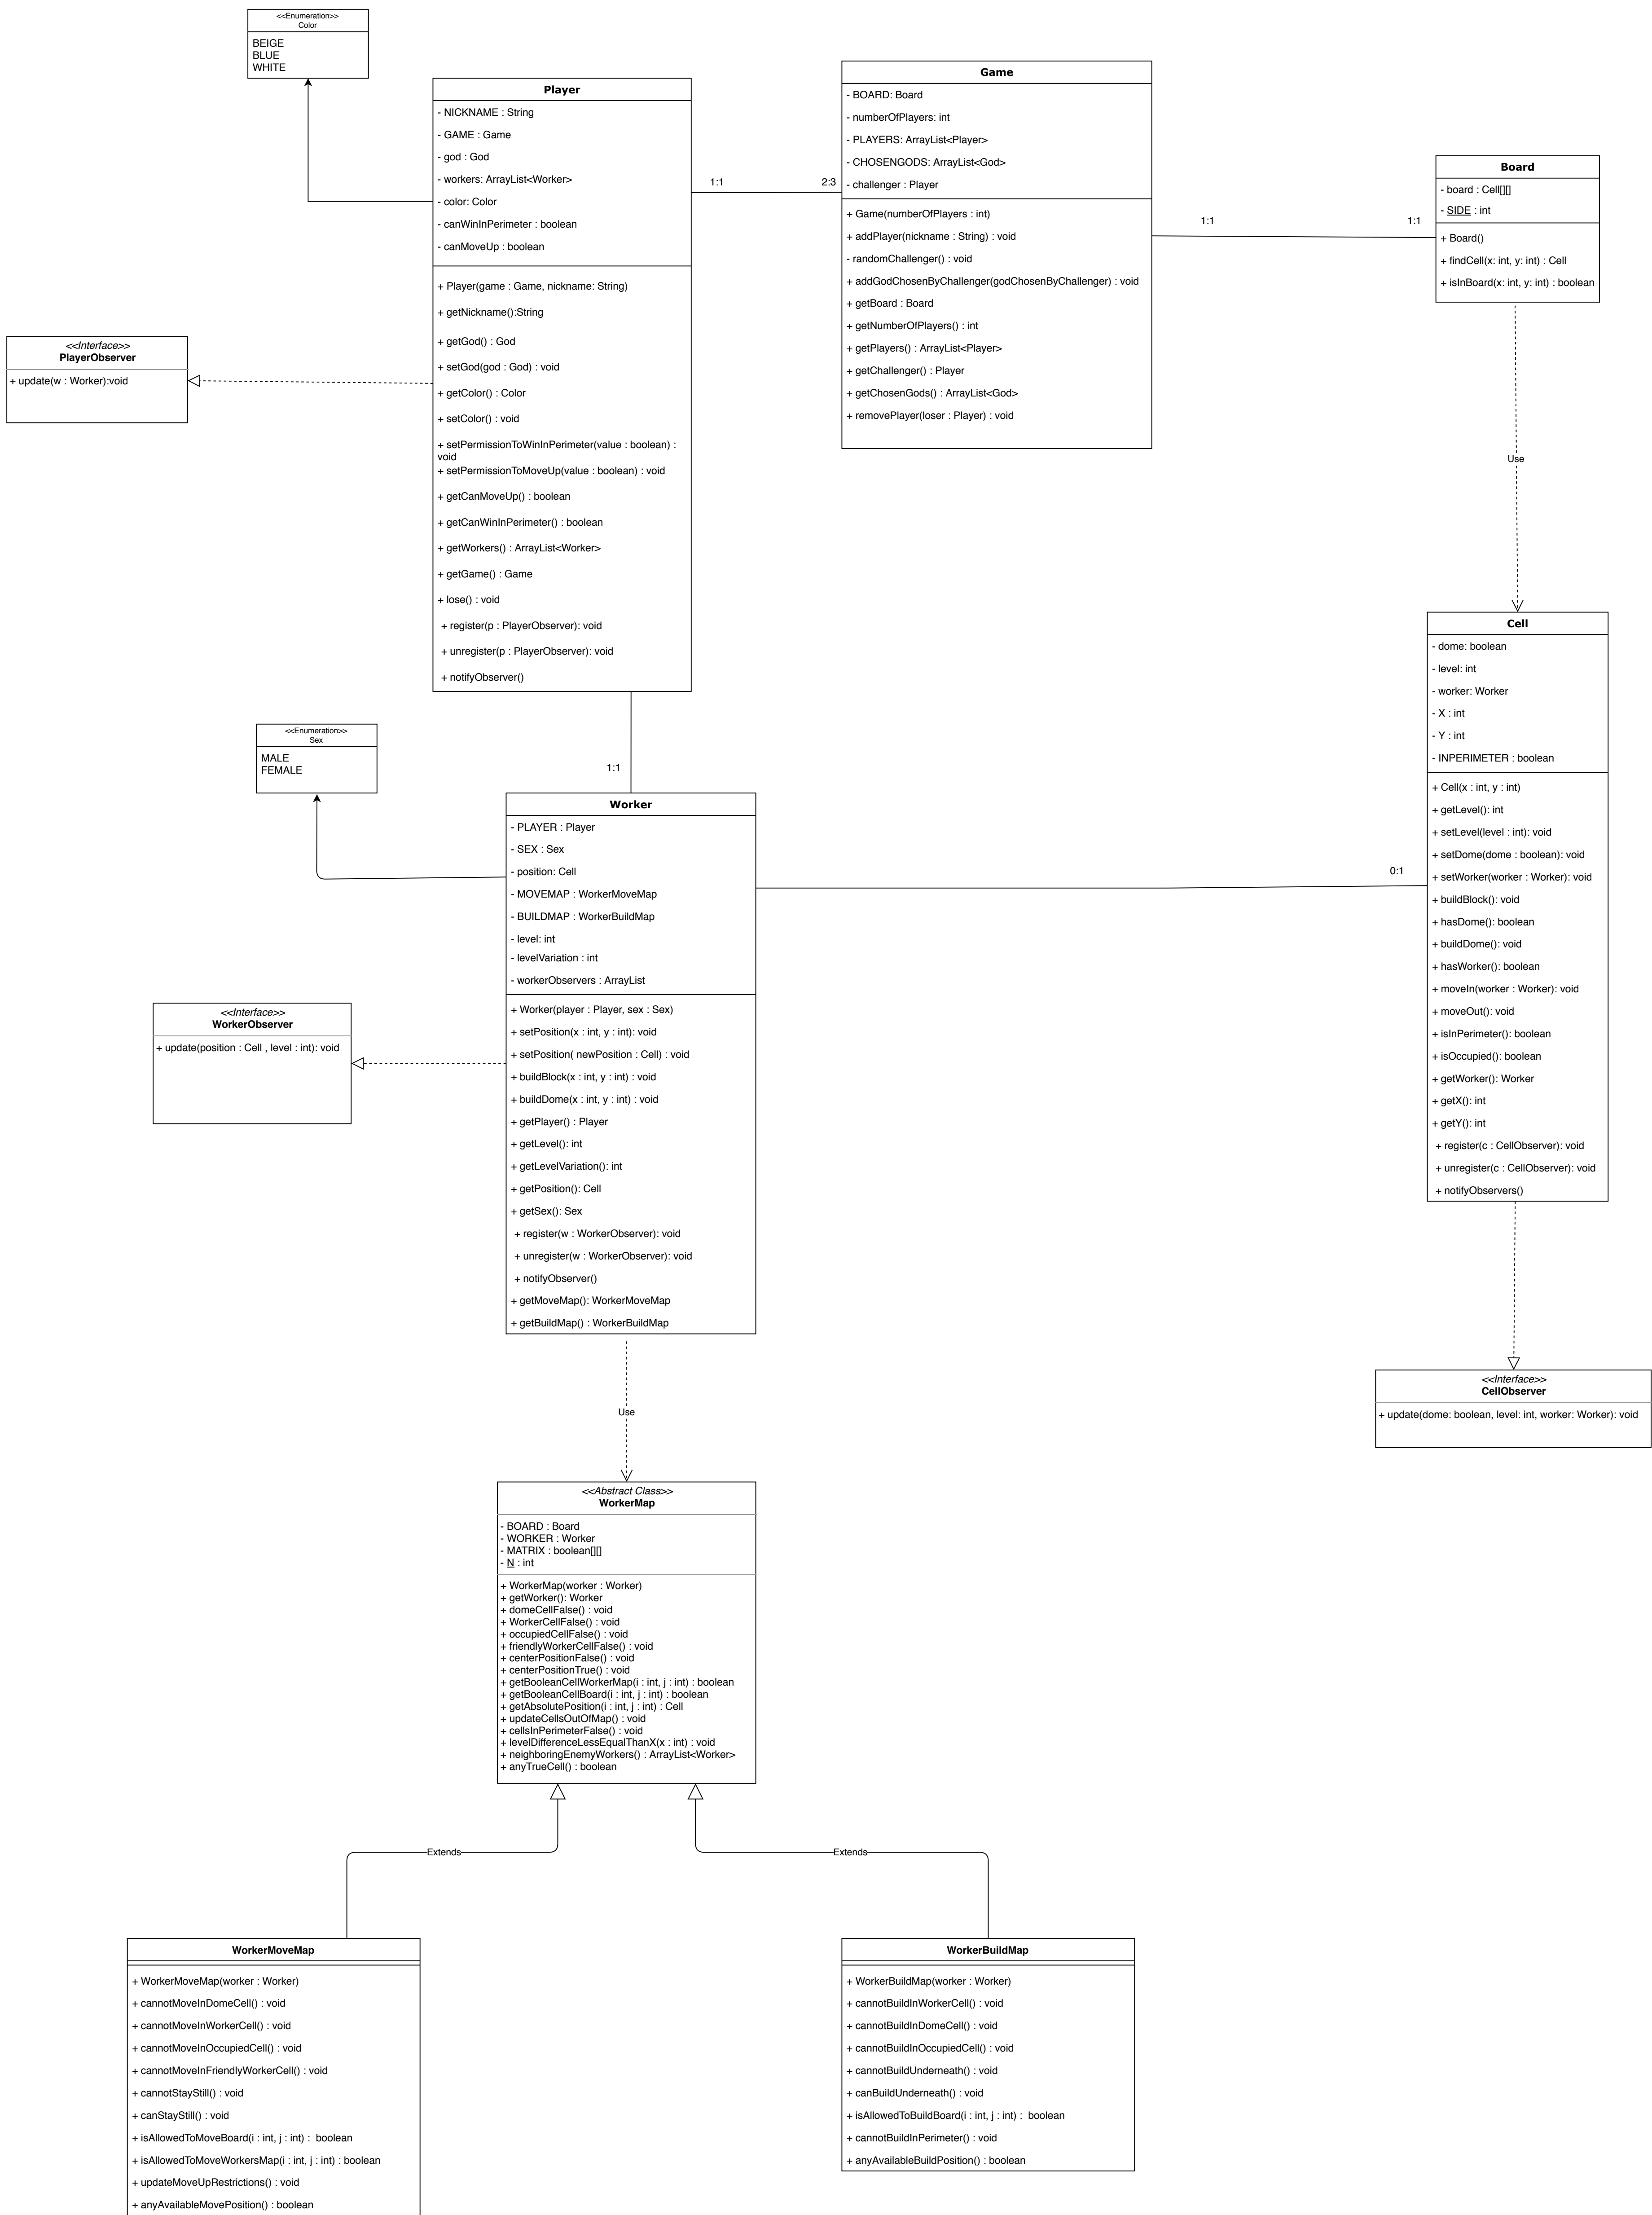 <<Enumeration>>
Color
BEIGE
BLUE
WHITE
Player
- NICKNAME : String
- GAME : Game
- god : God
- workers: ArrayList<Worker>
- color: Color
- canWinInPerimeter : boolean
- canMoveUp : boolean
+ Player(game : Game, nickname: String)
+ getNickname():String
+ getGod() : God
+ setGod(god : God) : void
+ getColor() : Color
+ setColor() : void
+ setPermissionToWinInPerimeter(value : boolean) :
void
+ setPermissionToMoveUp(value : boolean) : void
+ getCanMoveUp() : boolean
+ getCanWinInPerimeter() : boolean
+ getWorkers() : ArrayList<Worker>
+ getGame() : Game
+ lose() : void
+ register(p : PlayerObserver): void
+ unregister(p : PlayerObserver): void
+ notifyObserver()
1:1
2:3
Game
- BOARD: Board
- numberOfPlayers: int
- PLAYERS: ArrayList<Player>
- CHOSENGODS: ArrayList<God>
- challenger : Player
+ Game(numberOfPlayers : int)
+ addPlayer(nickname : String) : void
- randomChallenger() : void
+ addGodChosenByChallenger(godChosenByChallenger) : void
+ getBoard : Board
+ getNumberOfPlayers() : int
+ getPlayers() : ArrayList<Player>
+ getChallenger() : Player
+ getChosenGods() : ArrayList<God>
+ removePlayer(loser : Player) : void
1:1
1:1
Board
- board : Cell[][]
- SIDE : int
+ Board()
+ findCell(x: int, y: int) : Cell
+ isInBoard(x: int, y: int) : boolean
<<Interface>>
PlayerObserver
+ update(w : Worker):void
Use
Cell
- dome: boolean
- level: int
- worker: Worker
- X : int
- Y : int
- INPERIMETER : boolean
+ Cell(x : int, y : int)
+ getLevel(): int
+ setLevel(level : int): void
+ setDome(dome : boolean): void
+ setWorker(worker : Worker): void
+ buildBlock(): void
+ hasDome(): boolean
+ buildDome(): void
+ hasWorker(): boolean
+ moveIn(worker : Worker): void
+ moveOut(): void
+ isInPerimeter(): boolean
+ isOccupied(): boolean
+ getWorker(): Worker
+ getX(): int
+ getY(): int
+ register(c : CellObserver): void
+ unregister(c : CellObserver): void
+ notifyObservers()
<<Enumeration>>
Sex
MALE
FEMALE
1:1
0:1
Worker
- PLAYER : Player
- SEX : Sex
- position: Cell
- MOVEMAP : WorkerMoveMap
- BUILDMAP : WorkerBuildMap
- level: int
- levelVariation : int
- workerObservers : ArrayList
+ Worker(player : Player, sex : Sex)
+ setPosition(x : int, y : int): void
+ setPosition( newPosition : Cell) : void
+ buildBlock(x : int, y : int) : void
+ buildDome(x : int, y : int) : void
+ getPlayer() : Player
+ getLevel(): int
+ getLevelVariation(): int
+ getPosition(): Cell
+ getSex(): Sex
+ register(w : WorkerObserver): void
+ unregister(w : WorkerObserver): void
+ notifyObserver()
+ getMoveMap(): WorkerMoveMap
+ getBuildMap() : WorkerBuildMap
<<Interface>>
WorkerObserver
+ update(position : Cell , level : int): void
<<Interface>>
CellObserver
+ update(dome: boolean, level: int, worker: Worker): void
Use
<<Abstract Class>>
WorkerMap
- BOARD : Board
- WORKER : Worker
- MATRIX : boolean[][]
- N : int
+ WorkerMap(worker : Worker)
+ getWorker(): Worker
+ domeCellFalse() : void
+ WorkerCellFalse() : void
+ occupiedCellFalse() : void
+ friendlyWorkerCellFalse() : void
+ centerPositionFalse() : void
+ centerPositionTrue() : void
+ getBooleanCellWorkerMap(i : int, j : int) : boolean
+ getBooleanCellBoard(i : int, j : int) : boolean
+ getAbsolutePosition(i : int, j : int) : Cell
+ updateCellsOutOfMap() : void
+ cellsInPerimeterFalse() : void
+ levelDifferenceLessEqualThanX(x : int) : void
+ neighboringEnemyWorkers() : ArrayList<Worker>
+ anyTrueCell() : boolean
Extends
Extends
WorkerMoveMap
+ WorkerMoveMap(worker : Worker)
+ cannotMoveInDomeCell() : void
+ cannotMoveInWorkerCell() : void
+ cannotMoveInOccupiedCell() : void
+ cannotMoveInFriendlyWorkerCell() : void
+ cannotStayStill() : void
+ canStayStill() : void
+ isAllowedToMoveBoard(i : int, j : int) : boolean
+ isAllowedToMoveWorkersMap(i : int, j : int) : boolean
+ updateMoveUpRestrictions() : void
+ anyAvailableMovePosition() : boolean
WorkerBuildMap
+ WorkerBuildMap(worker : Worker)
+ cannotBuildInWorkerCell() : void
+ cannotBuildInDomeCell() : void
+ cannotBuildInOccupiedCell() : void
+ cannotBuildUnderneath() : void
+ canBuildUnderneath() : void
+ isAllowedToBuildBoard(i : int, j : int) : boolean
+ cannotBuildInPerimeter() : void
+ anyAvailableBuildPosition() : boolean